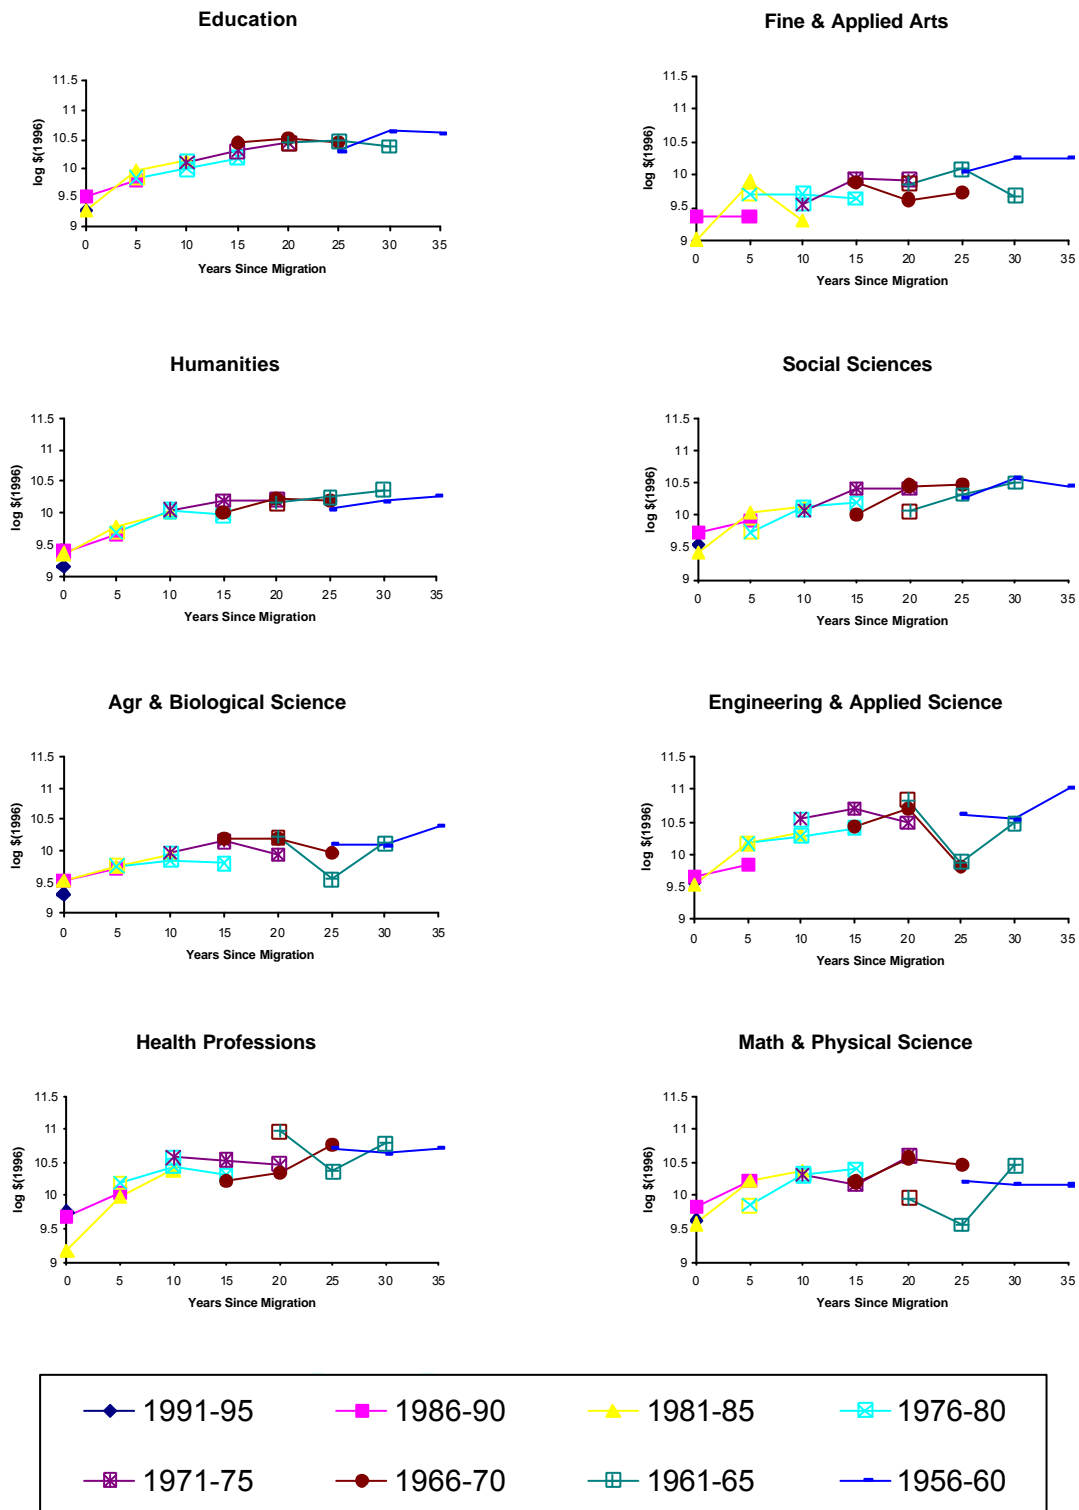 Education
11.5
11
10.5
10
9.5
9
log $(1996)
0 5 10 15 20 25 30 35
Years Since Migration
Fine & Applied Arts
11.5
11
10.5
10
9.5
9
log $(1996)
0 5 10 15 20 25 30 35
Years Since Migration
Humanities
11.5
11
10.5
10
9.5
9
log $(1996)
0 5 10 15 20 25 30 35
Years Since Migration
Social Sciences
11.5
11
10.5
10
9.5
9
log $(1996)
0 5 10 15 20 25 30 35
Years Since Migration
Agr & Biological Science
11.5
11
10.5
10
9.5
9
log $(1996)
0 5 10 15 20 25 30 35
Years Since Migration
Engineering & Applied Science
11.5
11
10.5
10
9.5
9
log $(1996)
0 5 10 15 20 25 30 35
Years Since Migration
Health Professions
11.5
11
10.5
10
9.5
9
log $(1996)
0 5 10 15 20 25 30 35
Years Since Migration
Math & Physical Science
11.5
11
10.5
10
9.5
9
log $(1996)
0 5 10 15 20 25 30 35
Years Since Migration
1991-95 1986-90 1981-85 1976-80
1971-75 1966-70 1961-65 1956-60